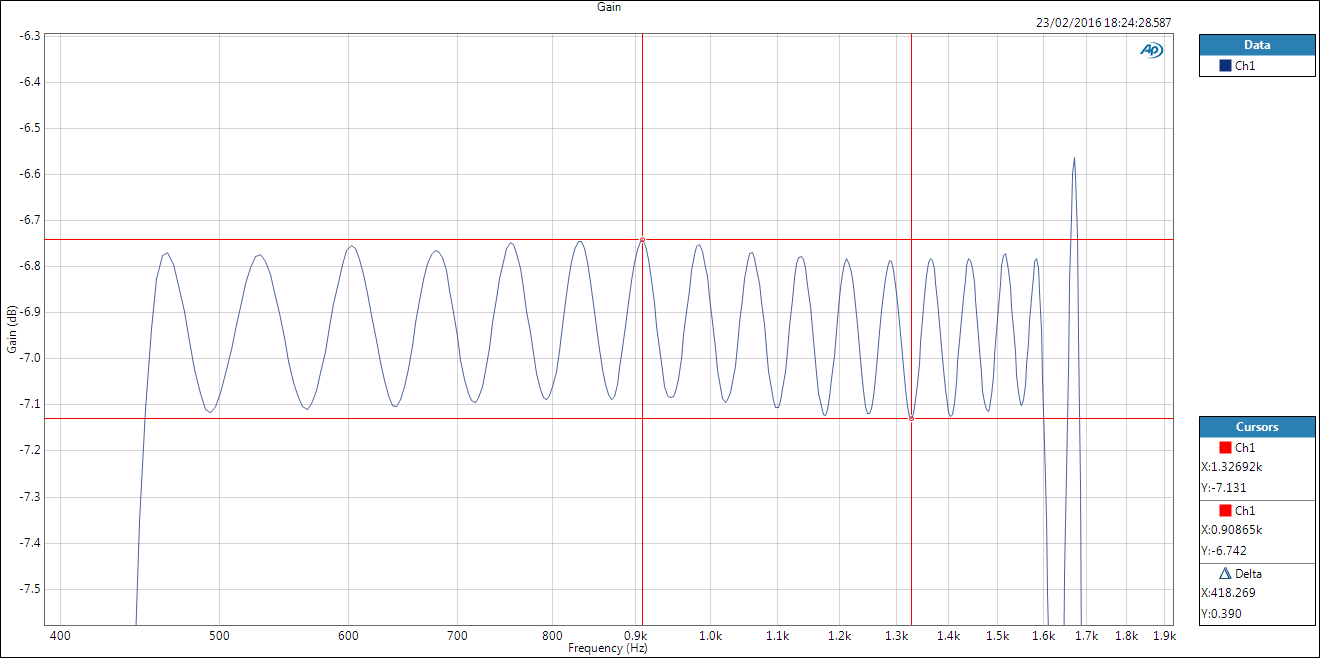 Gain
23/02/2016 18:24:28.587
AP
-6.3
-6.4
-6.5
-6.6
-6.7
-6.8
-6.9
-7.0
-7.1
-7.2
-7.3
-7.4
-7.5
Gain (dB)
400 500 600 700 800 0.9k 1.0k 1.1k 1.2k 1.3k 1.4k 1.5k 1.6k 1.7k 1.8k 1.9k
Frequency (Hz)
Data
Ch1
Cursors
Ch1
X:1.32692k
Y:-7.131
Ch1
X:0.90865k
Y:-6.742
Delta
X:418.269
Y:0.390